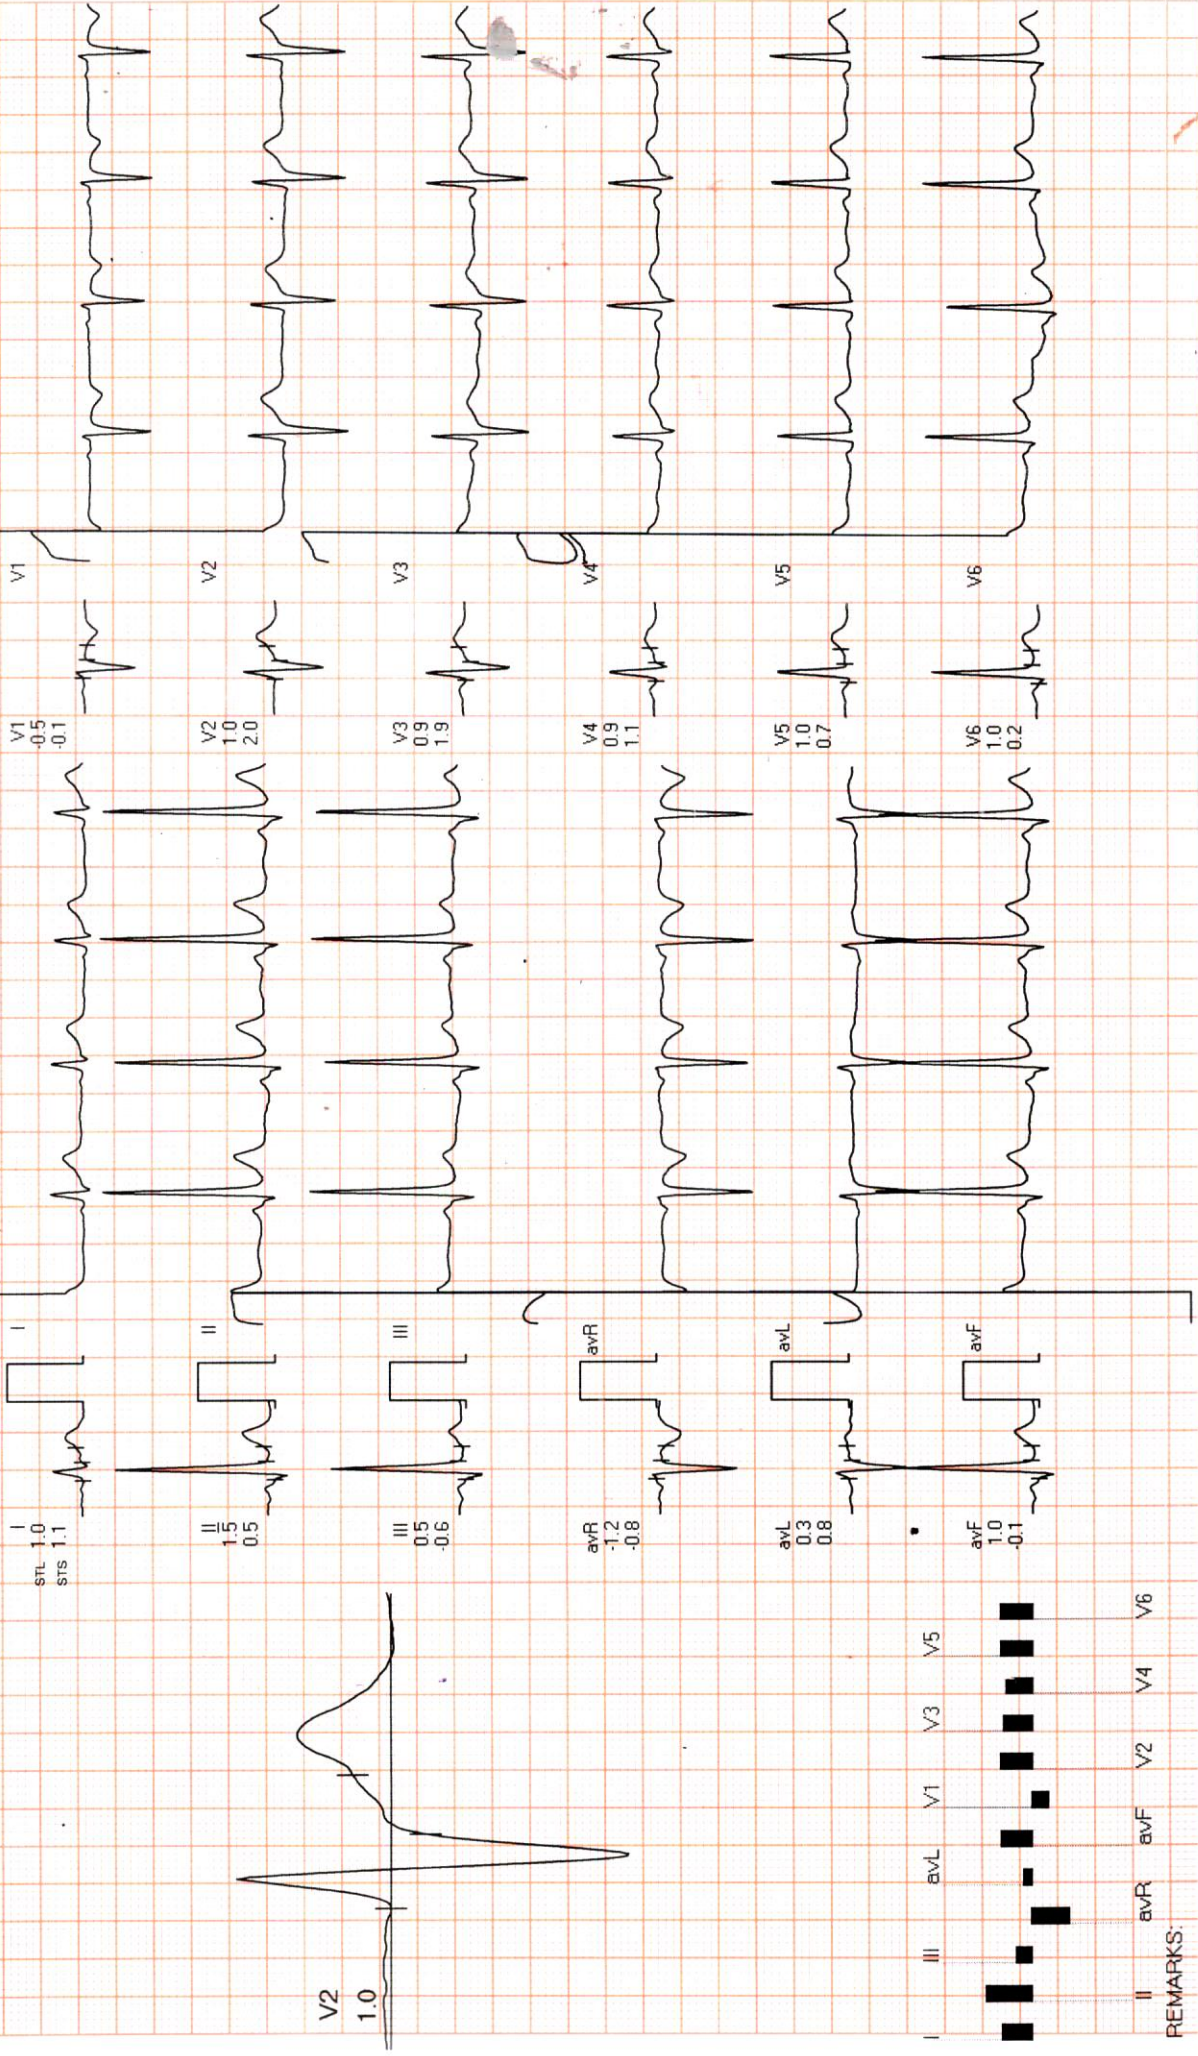 I
STL 1.0
STS 1.1
II
1.5
0.5
III
0.5
-0.6
avR
-1.2
-0.8
avL
0.3
0.8
avF
1.0
-0.1
I
II
III
avR
avL
avF
V1
-0.5
-0.1
V2
1.0
2.0
V3
0.9
1.9
V4
0.9
1.1
V5
1.0
0.7
V6
1.0
0.2
V1
V2
V3
V4
V5
V6
V2
1.0
I III avL V1 V3 V5
II avR avF V2 V4 V6
REMARKS: